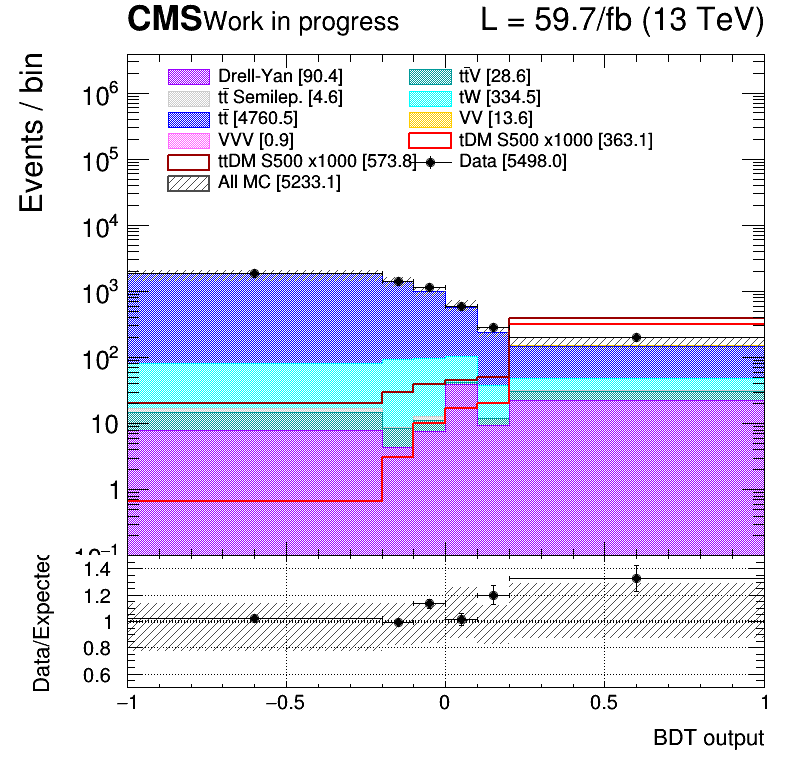 CMS Work in progress L = 59.7/fb (13 TeV)
Events / bin
Drell-Yan [90.4] tt̄V [28.6]
tt̄ Semilep. [4.6] tW [334.5]
tt̄ [4760.5] VV [13.6]
VVV [0.9] tDM S500 x1000 [363.1]
ttDM S500 x1000 [573.8] Data [5498.0]
All MC [5233.1]
10⁶
10⁵
10⁴
10³
10²
10
1
10⁻¹
Data/Expected
1.4
1.2
1
0.8
0.6
−1 −0.5 0 0.5 1
BDT output